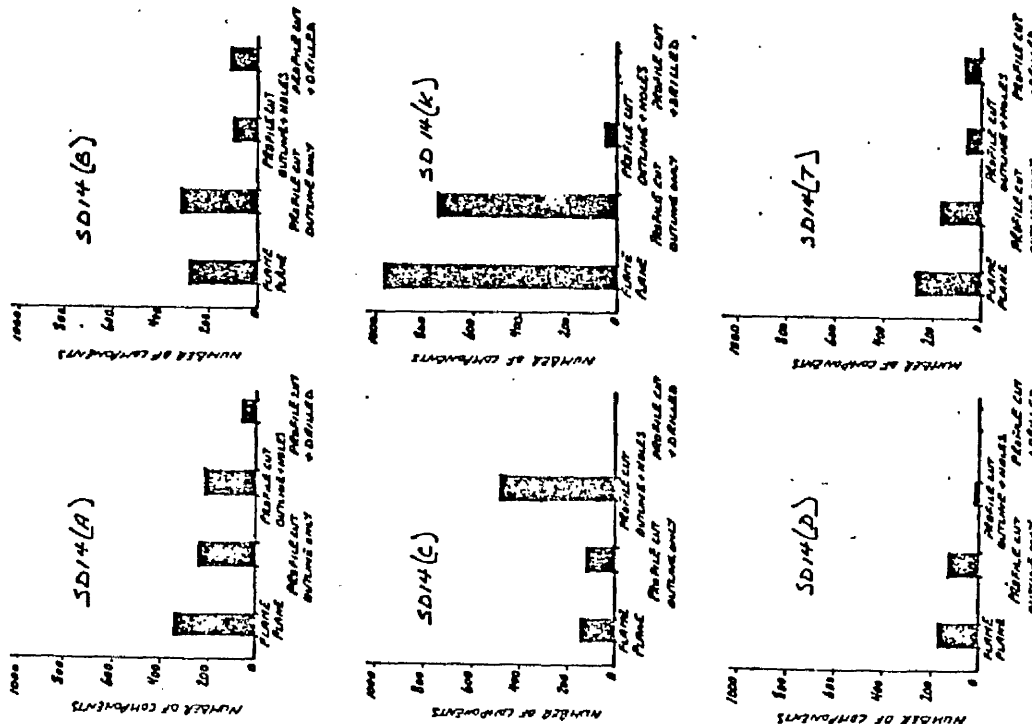 SD14(A)
NUMBER OF COMPONENTS
1000
800
600
400
200
0
FLAME
PLANE
PROFILE CUT
OUTLINE ONLY
PROFILE CUT
OUTLINE + HOLES
PROFILE CUT
+ DRILLED
SD14(B)
NUMBER OF COMPONENTS
1000
800
600
400
200
0
FLAME
PLANE
PROFILE CUT
OUTLINE ONLY
PROFILE CUT
OUTLINE + HOLES
PROFILE CUT
+ DRILLED
SD14(C)
NUMBER OF COMPONENTS
1000
800
600
400
200
0
FLAME
PLANE
PROFILE CUT
OUTLINE ONLY
PROFILE CUT
OUTLINE + HOLES
PROFILE CUT
+ DRILLED
SD14(K)
NUMBER OF COMPONENTS
1000
800
600
400
200
0
FLAME
PLANE
PROFILE CUT
OUTLINE ONLY
PROFILE CUT
OUTLINE + HOLES
PROFILE CUT
+ DRILLED
SD14(D)
NUMBER OF COMPONENTS
1000
800
600
400
200
0
FLAME
PLANE
PROFILE CUT
PROFILE CUT
OUTLINE + HOLES
PROFILE CUT
SD14(T)
NUMBER OF COMPONENTS
1000
800
600
400
200
0
FLAME
PLANE
PROFILE CUT
PROFILE CUT
OUTLINE + HOLES
PROFILE CUT
+ DRILLED